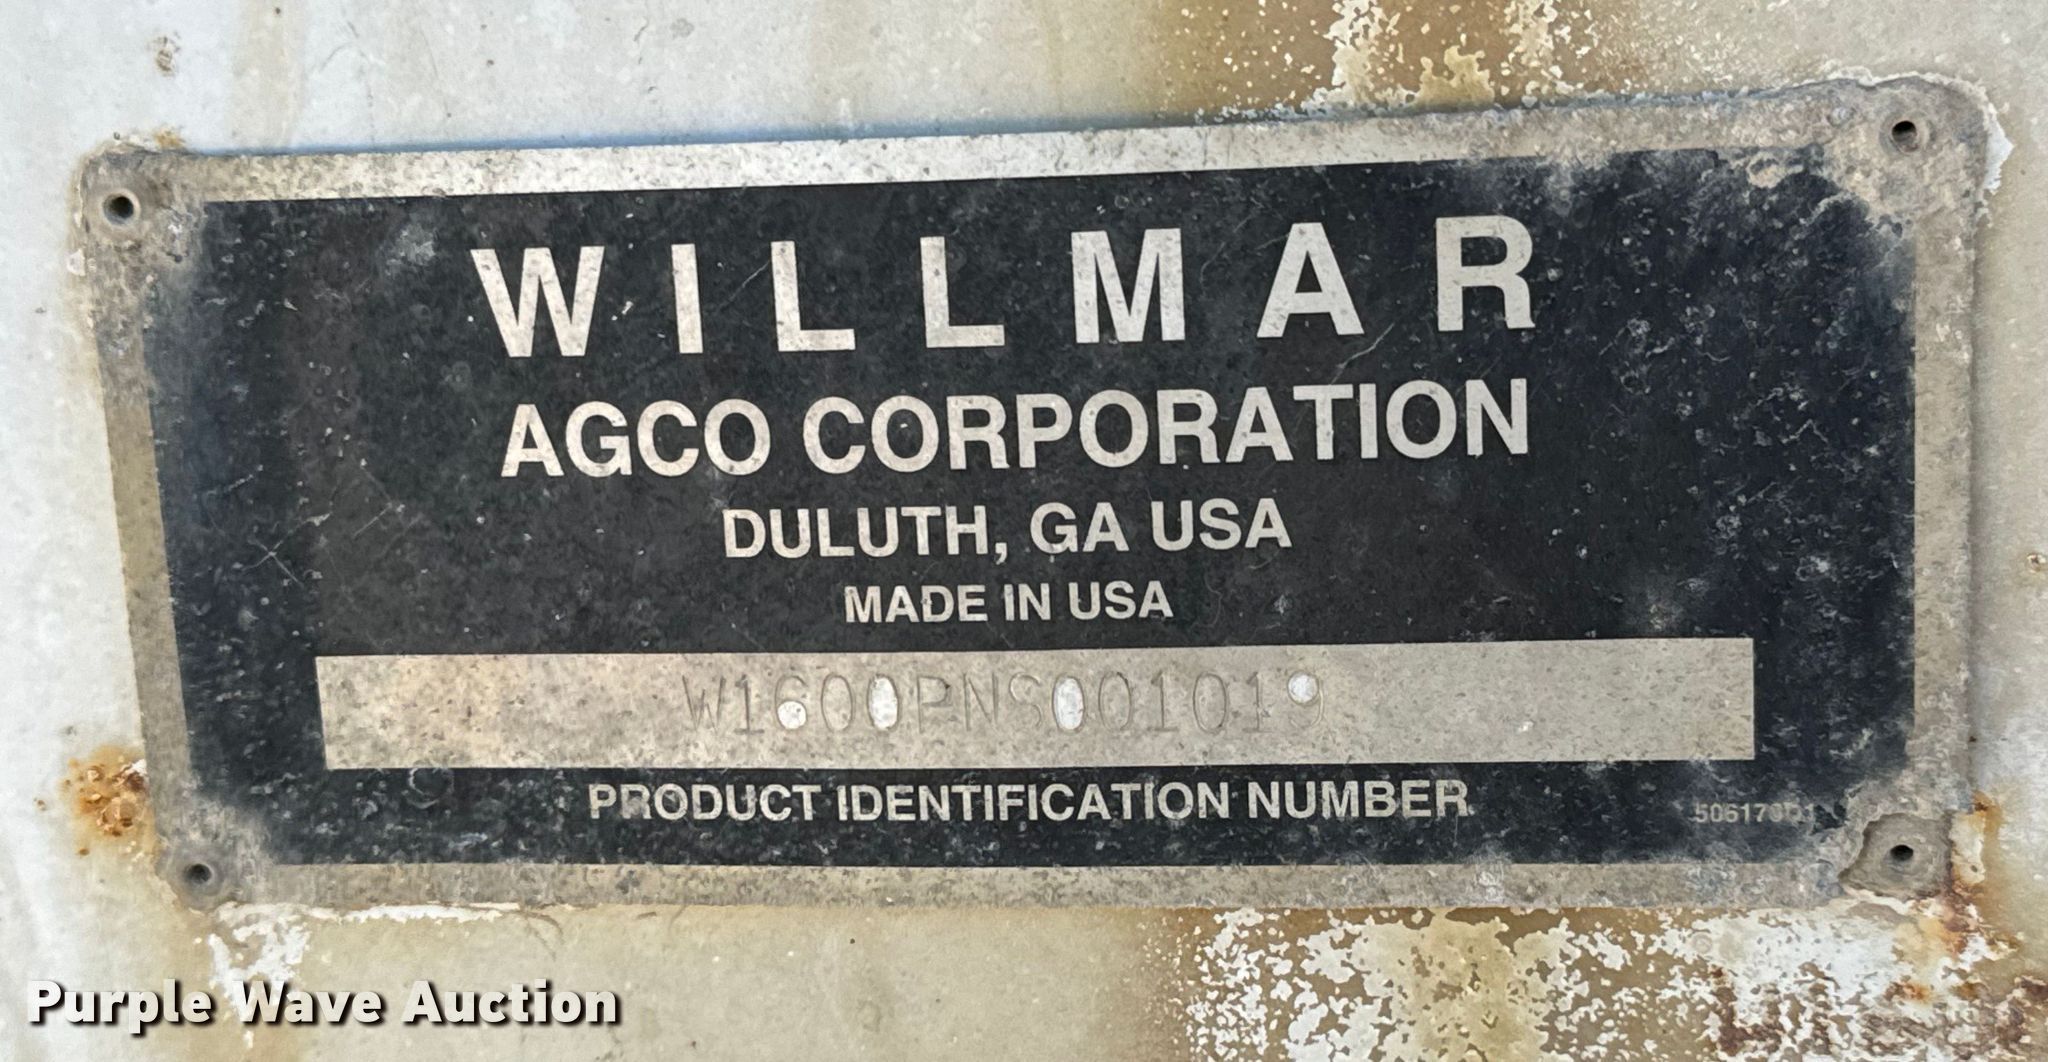 WILLMAR
AGCO CORPORATION
DULUTH, GA USA
MADE IN USA
W1600PNS001019
PRODUCT IDENTIFICATION NUMBER
Purple Wave Auction